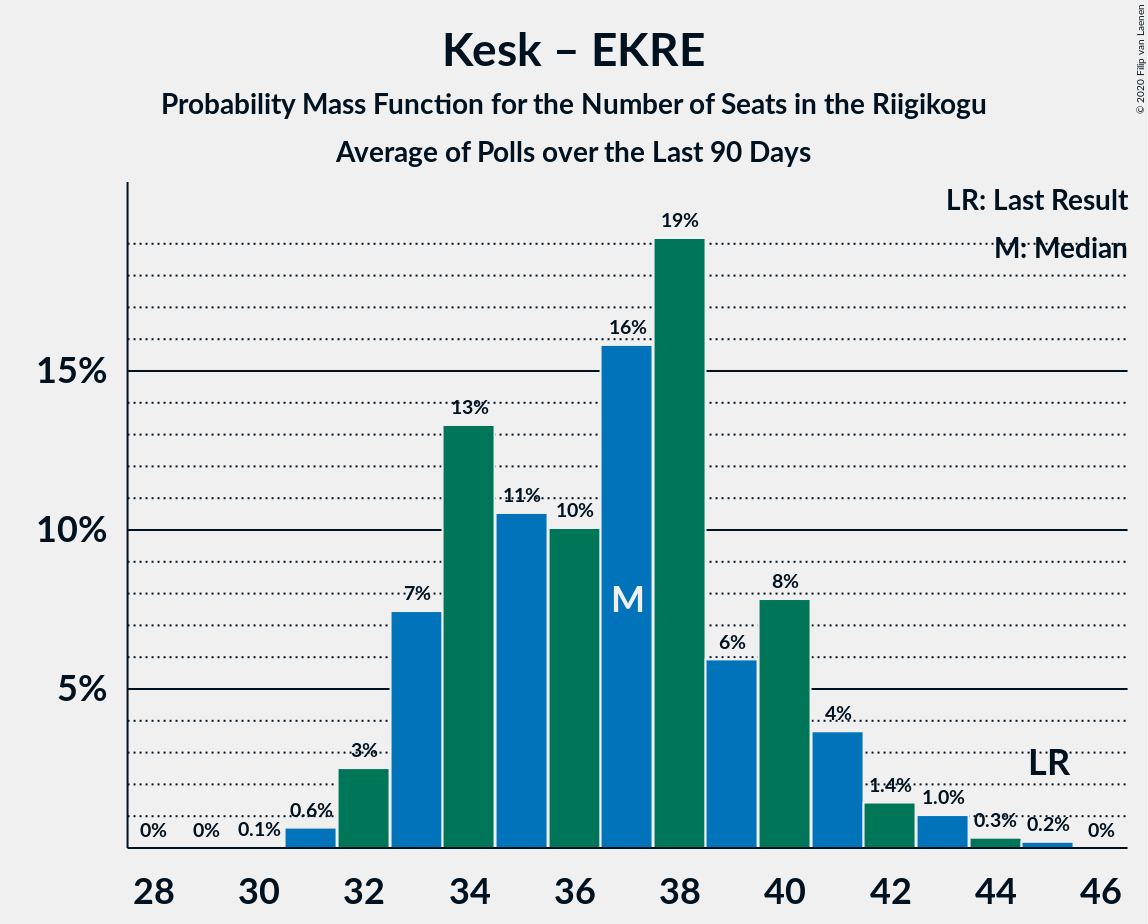 Kesk – EKRE
Probability Mass Function for the Number of Seats in the Riigikogu
Average of Polls over the Last 90 Days
© 2020 Filip van Laenen
LR: Last Result
M: Median
15%
10%
5%
0%
0%
0.1%
0.6%
3%
7%
13%
11%
10%
16%
M
19%
6%
8%
4%
1.4%
1.0%
0.3%
0.2%
LR
0%
28 30 32 34 36 38 40 42 44 46